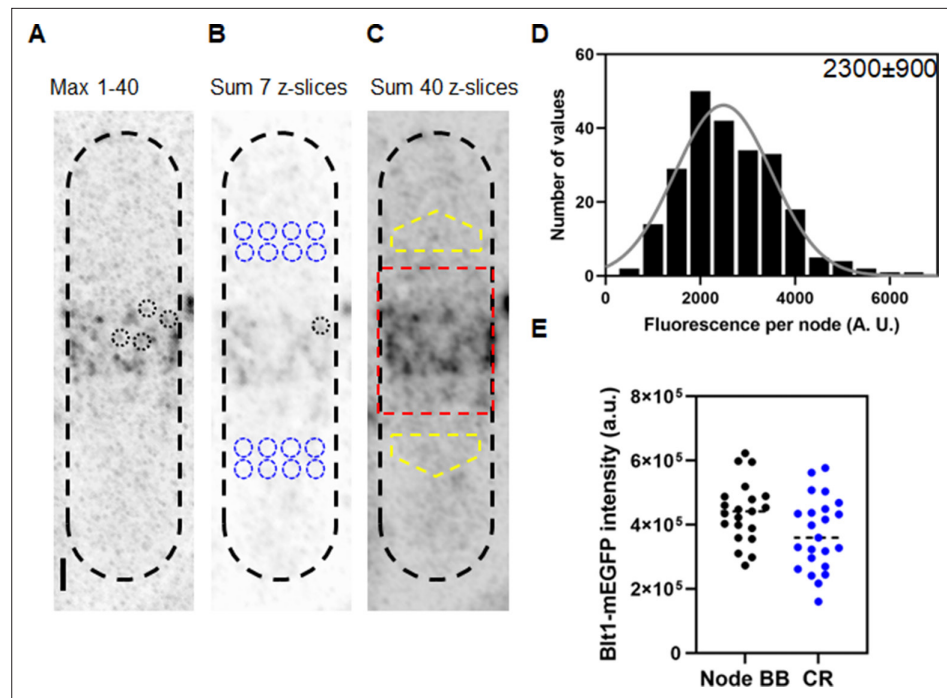 A B C D
Max 1-40 Sum 7 z-slices Sum 40 z-slices
2300±900
60
40
20
0
Number of values
0 2000 4000 6000
Fluorescence per node (A. U.)
E
8×10⁵
6×10⁵
4×10⁵
2×10⁵
0
Blt1-mEGFP intensity (a.u.)
Node BB CR